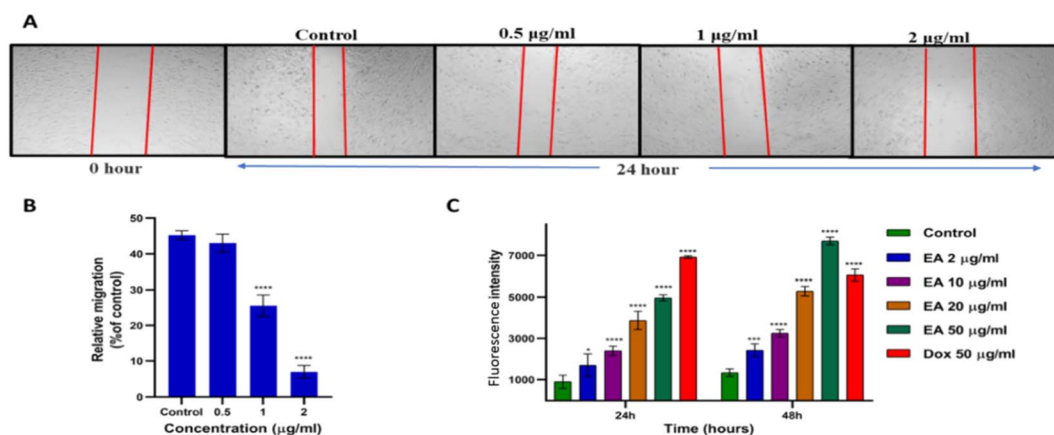 A
Control
0.5 µg/ml
1 µg/ml
2 µg/ml
0 hour
24 hour
B
Relative migration
(%of control)
50
40
30
20
10
0
****
****
Control 0.5 1 2
Concentration (µg/ml)
C
Fluorescence intensity
7000
5000
3000
1000
* **** **** **** ****
*** **** **** **** ****
24h 48h
Time (hours)
Control
EA 2 µg/ml
EA 10 µg/ml
EA 20 µg/ml
EA 50 µg/ml
Dox 50 µg/ml